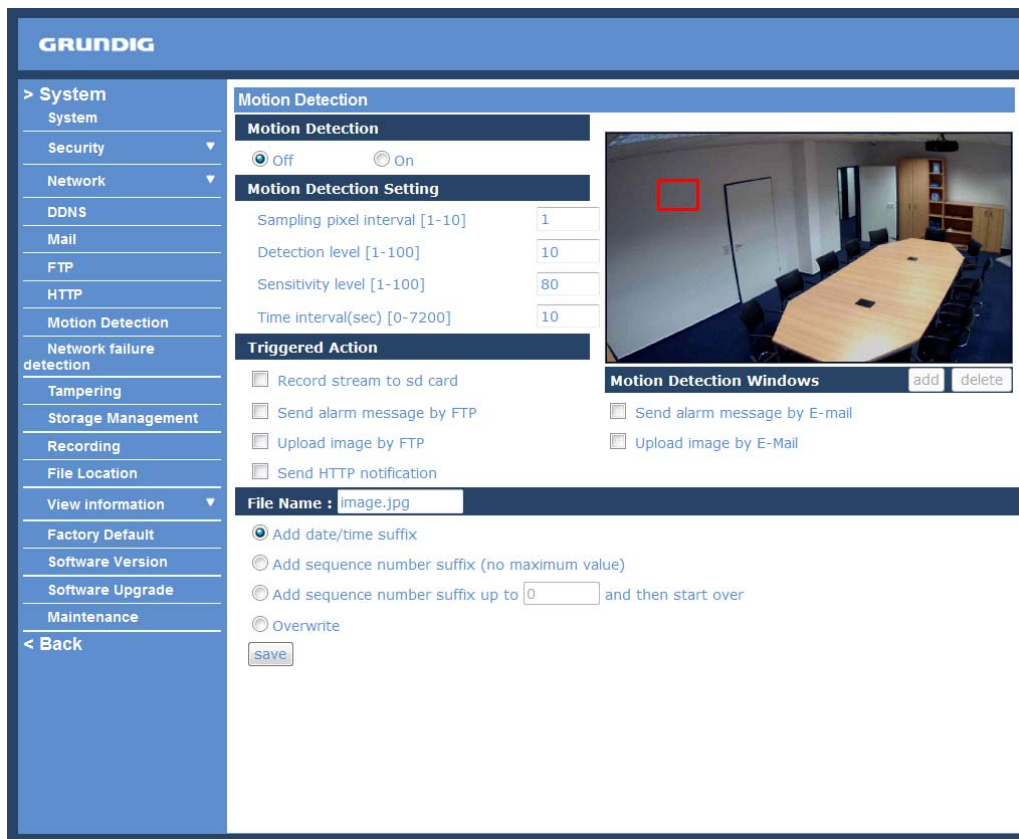 GRUNDIG
> System
System
Security
Network
DDNS
Mail
FTP
HTTP
Motion Detection
Network failure
detection
Tampering
Storage Management
Recording
File Location
View information
Factory Default
Software Version
Software Upgrade
Maintenance
< Back
Motion Detection
Motion Detection
Off On
Motion Detection Setting
Sampling pixel interval [1-10] 1
Detection level [1-100] 10
Sensitivity level [1-100] 80
Time interval(sec) [0-7200] 10
Motion Detection Windows add delete
Triggered Action
Record stream to sd card
Send alarm message by FTP Send alarm message by E-mail
Upload image by FTP Upload image by E-Mail
Send HTTP notification
File Name : image.jpg
Add date/time suffix
Add sequence number suffix (no maximum value)
Add sequence number suffix up to 0 and then start over
Overwrite
save